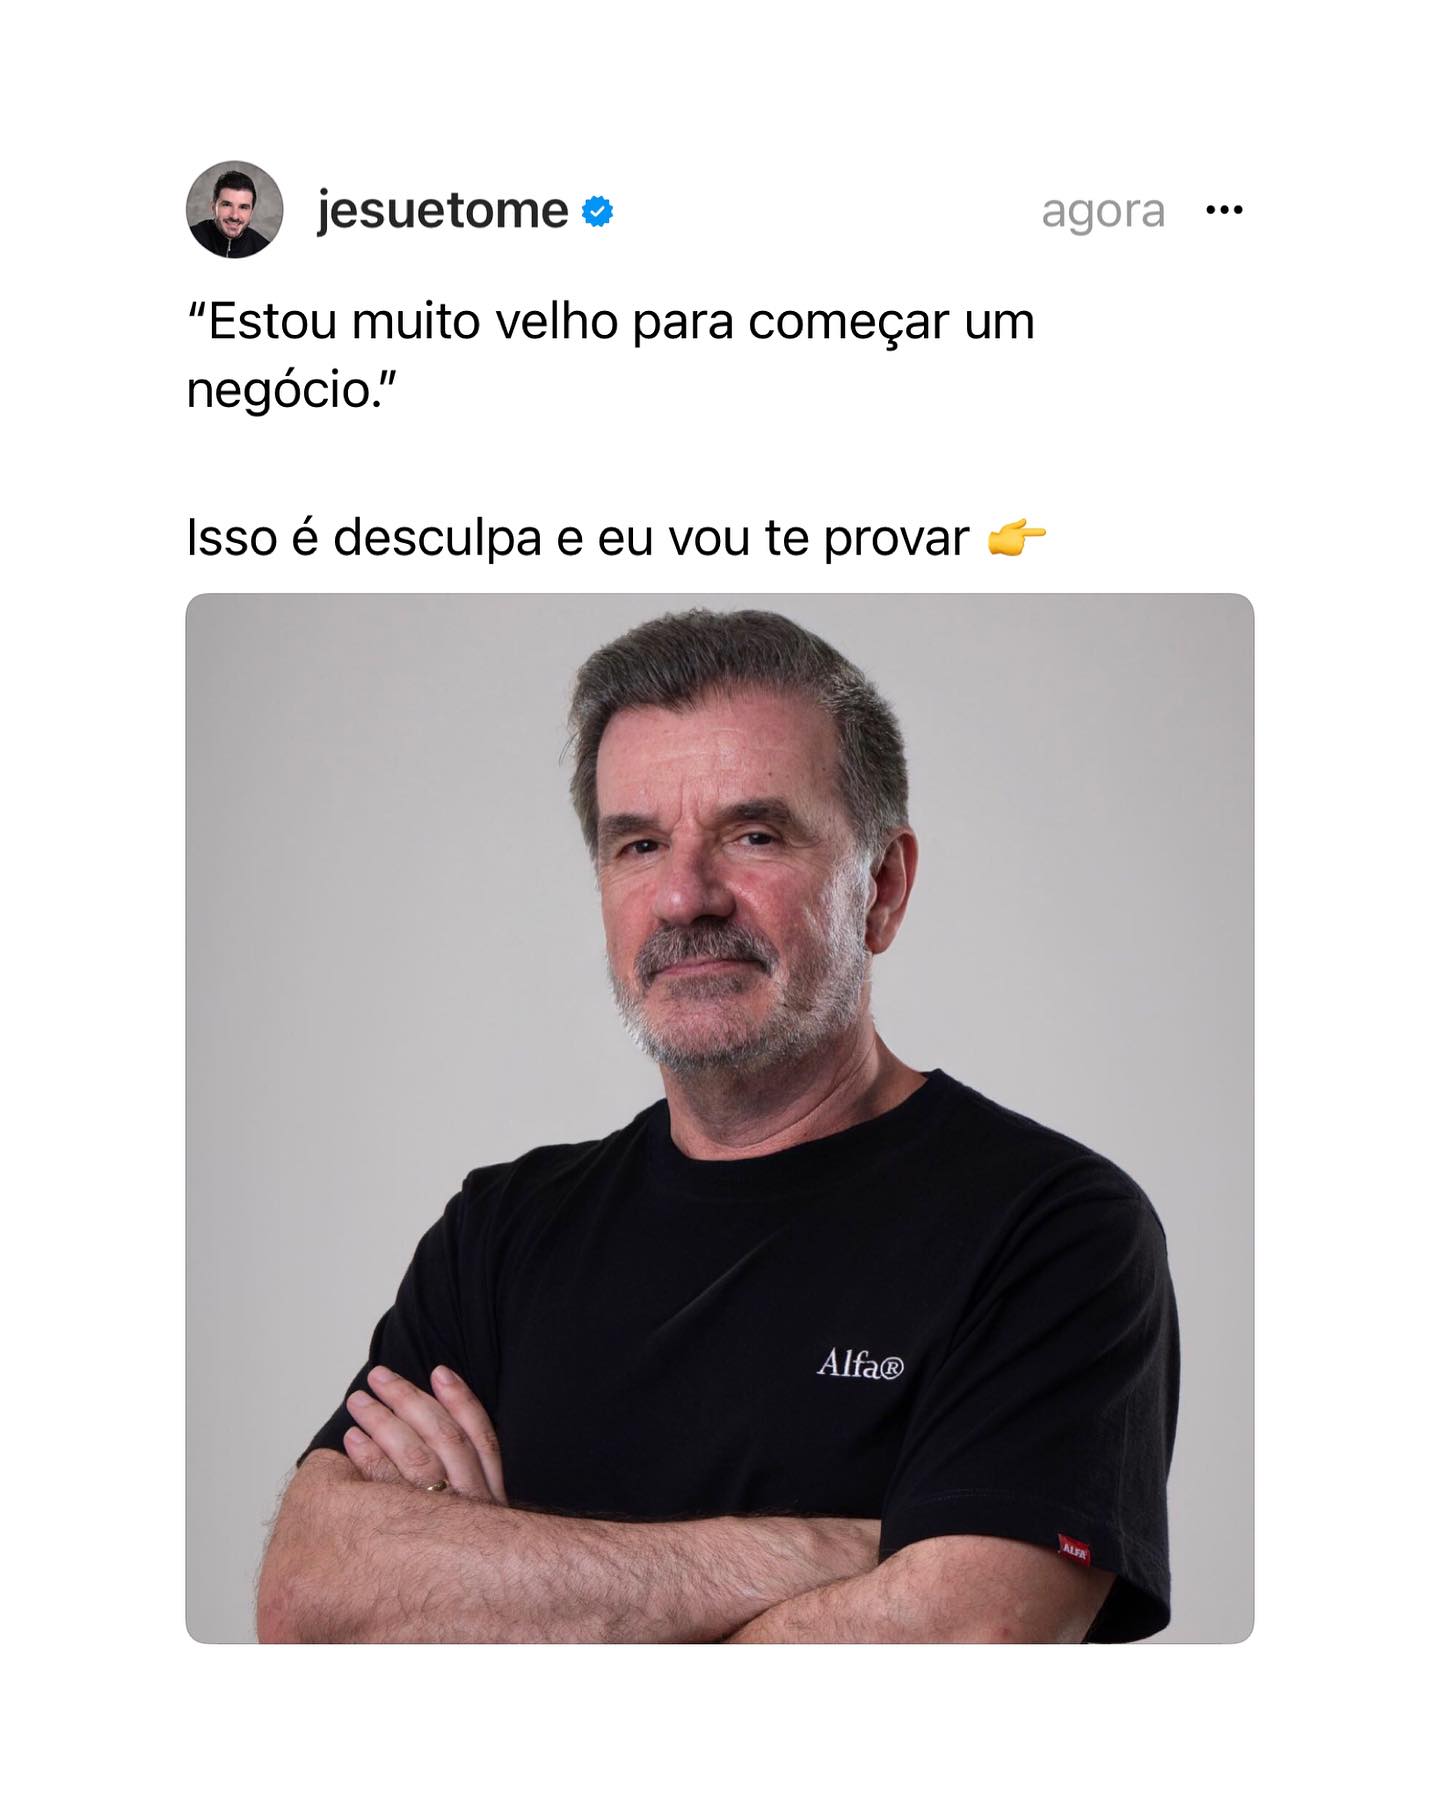 jesuetome
agora
“Estou muito velho para começar um
negócio.”
Isso é desculpa e eu vou te provar 👉
Alfa®
ALFA